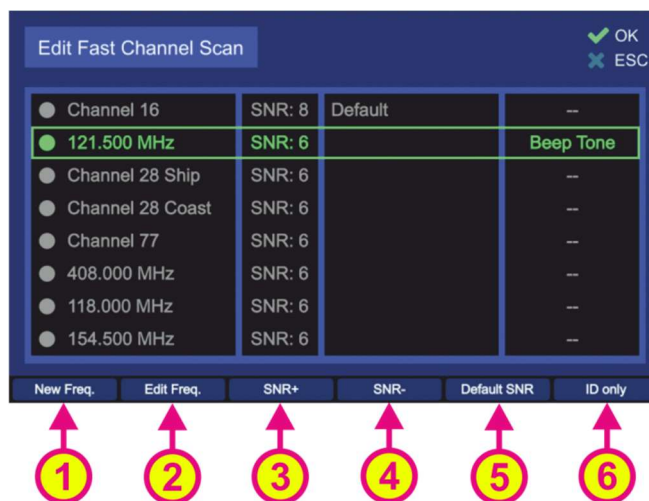 Edit Fast Channel Scan
OK
ESC
Channel 16 SNR: 8 Default --
121.500 MHz SNR: 6 Beep Tone
Channel 28 Ship SNR: 6 --
Channel 28 Coast SNR: 6 --
Channel 77 SNR: 6 --
408.000 MHz SNR: 6 --
118.000 MHz SNR: 6 --
154.500 MHz SNR: 6 --
New Freq. Edit Freq. SNR+ SNR- Default SNR ID only
1 2 3 4 5 6